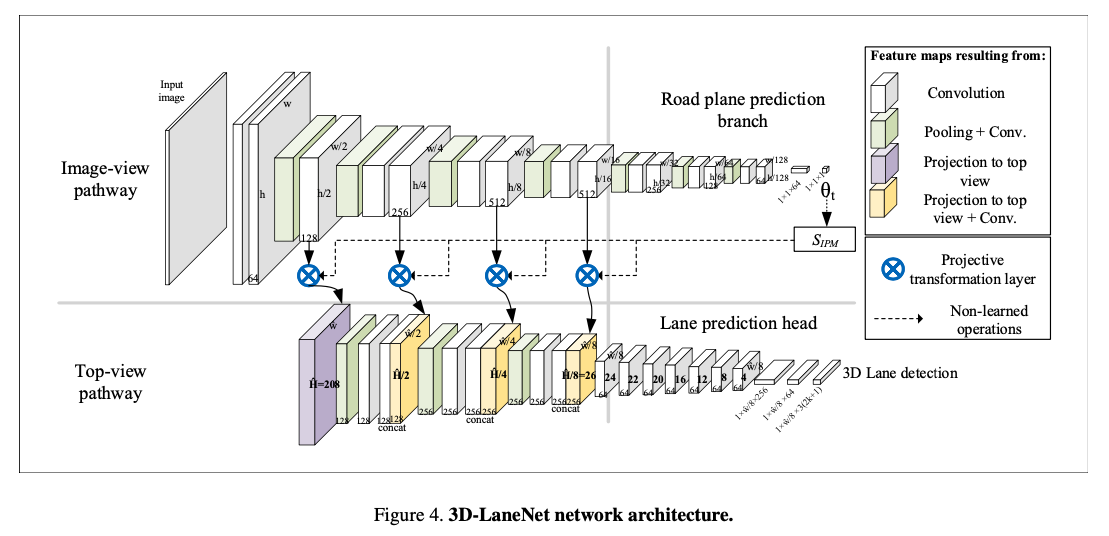 Input
image
w
h
64
w/2
h/2
128
w/4
h/4
256
w/8
h/8
512
w/16
h/16
512
w/32
h/32
256
w/64
h/64
128
w/128
h/128
64
1×1×64
1×1×1
θt
SIPM
Image-view
pathway
Road plane prediction
branch
Feature maps resulting from:
Convolution
Pooling + Conv.
Projection to top
view
Projection to top
view + Conv.
Projective
transformation layer
Non-learned
operations
Top-view
pathway
Lane prediction head
w
Ĥ=208
128
128
128
128
concat
ŵ/2
Ĥ/2
256
256
256
256
concat
ŵ/4
Ĥ/4
256
256
256
256
concat
ŵ/8
Ĥ/8=26
ŵ/8
24
22
20
16
12
8
4
64
64
64
64
64
64
64
ŵ/8
1×ŵ/8×256
1×ŵ/8×64
1×ŵ/8×3(2k+1)
3D Lane detection
Figure 4. 3D-LaneNet network architecture.